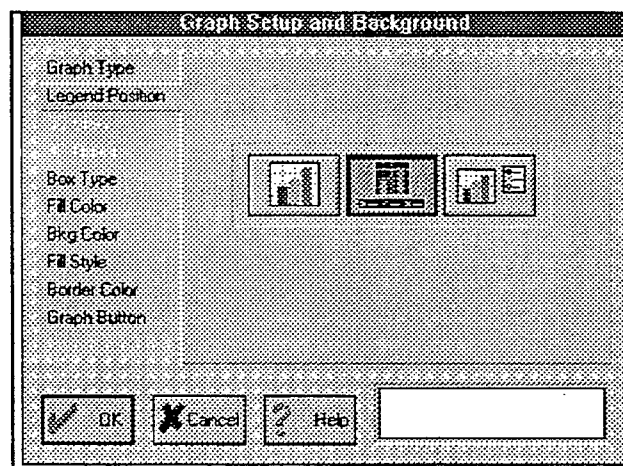 Graph Setup and Background
Graph Type
Legend Position
Box Type
Fill Color
Bkg Color
Fill Style
Border Color
Graph Button
OK
Cancel
Help